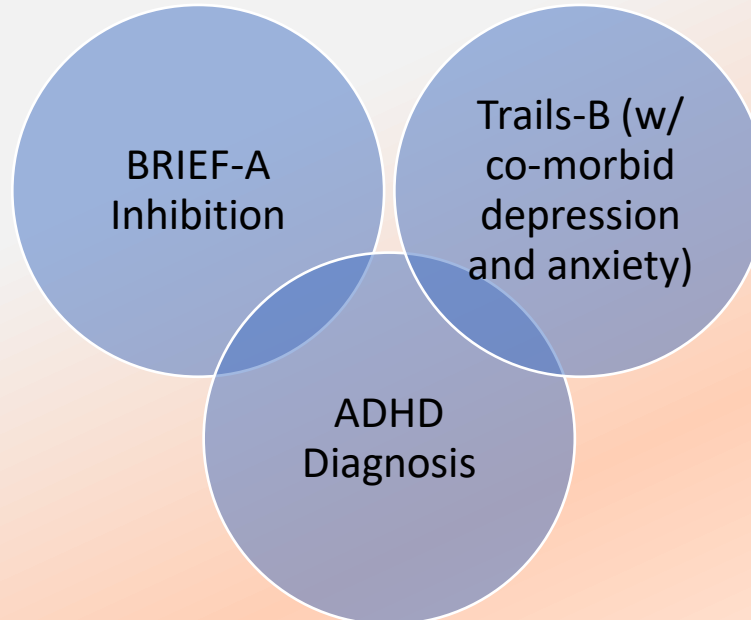 BRIEF-A
Inhibition
Trails-B (w/
co-morbid
depression
and anxiety)
ADHD
Diagnosis